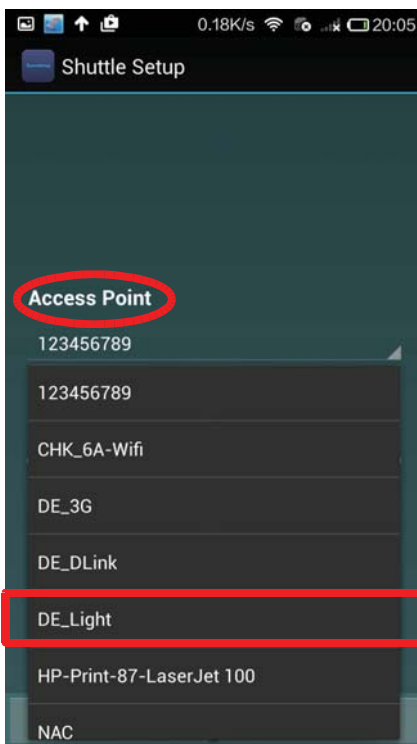 0.18K/s 20:05
Shuttle Setup
Access Point
123456789
123456789
CHK_6A-Wifi
DE_3G
DE_DLink
DE_Light
HP-Print-87-LaserJet 100
NAC